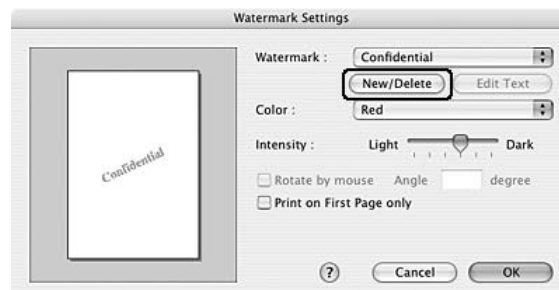 Watermark Settings
Watermark : Confidential
New/Delete Edit Text
Color : Red
Intensity : Light Dark
Confidential
Rotate by mouse Angle degree
Print on First Page only
? Cancel OK